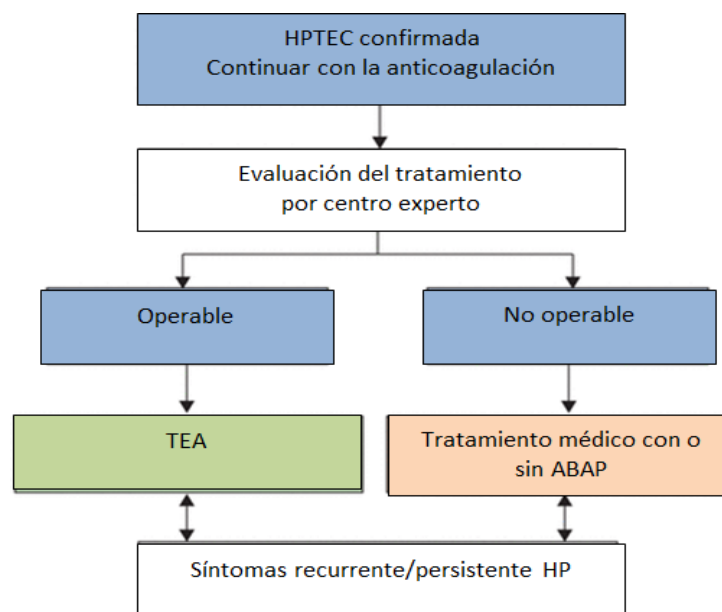 HPTEC confirmada
Continuar con la anticoagulación
Evaluación del tratamiento
por centro experto
Operable
No operable
TEA
Tratamiento médico con o
sin ABAP
Síntomas recurrente/persistente HP